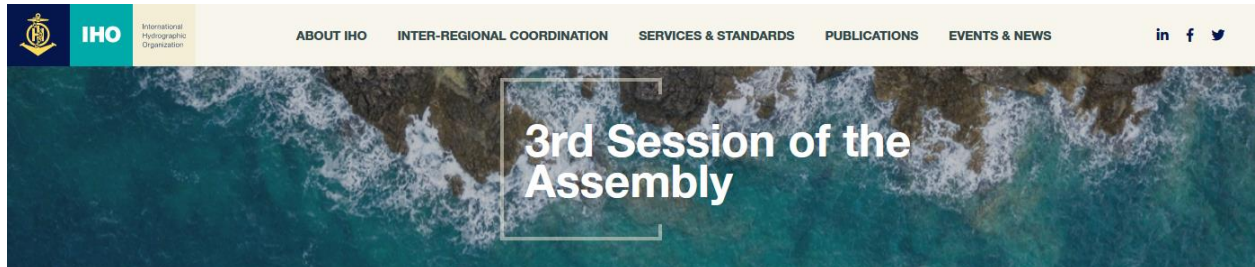 IHO
International
Hydrographic
Organization
ABOUT IHO
INTER-REGIONAL COORDINATION
SERVICES & STANDARDS
PUBLICATIONS
EVENTS & NEWS
in f
3rd Session of the
Assembly